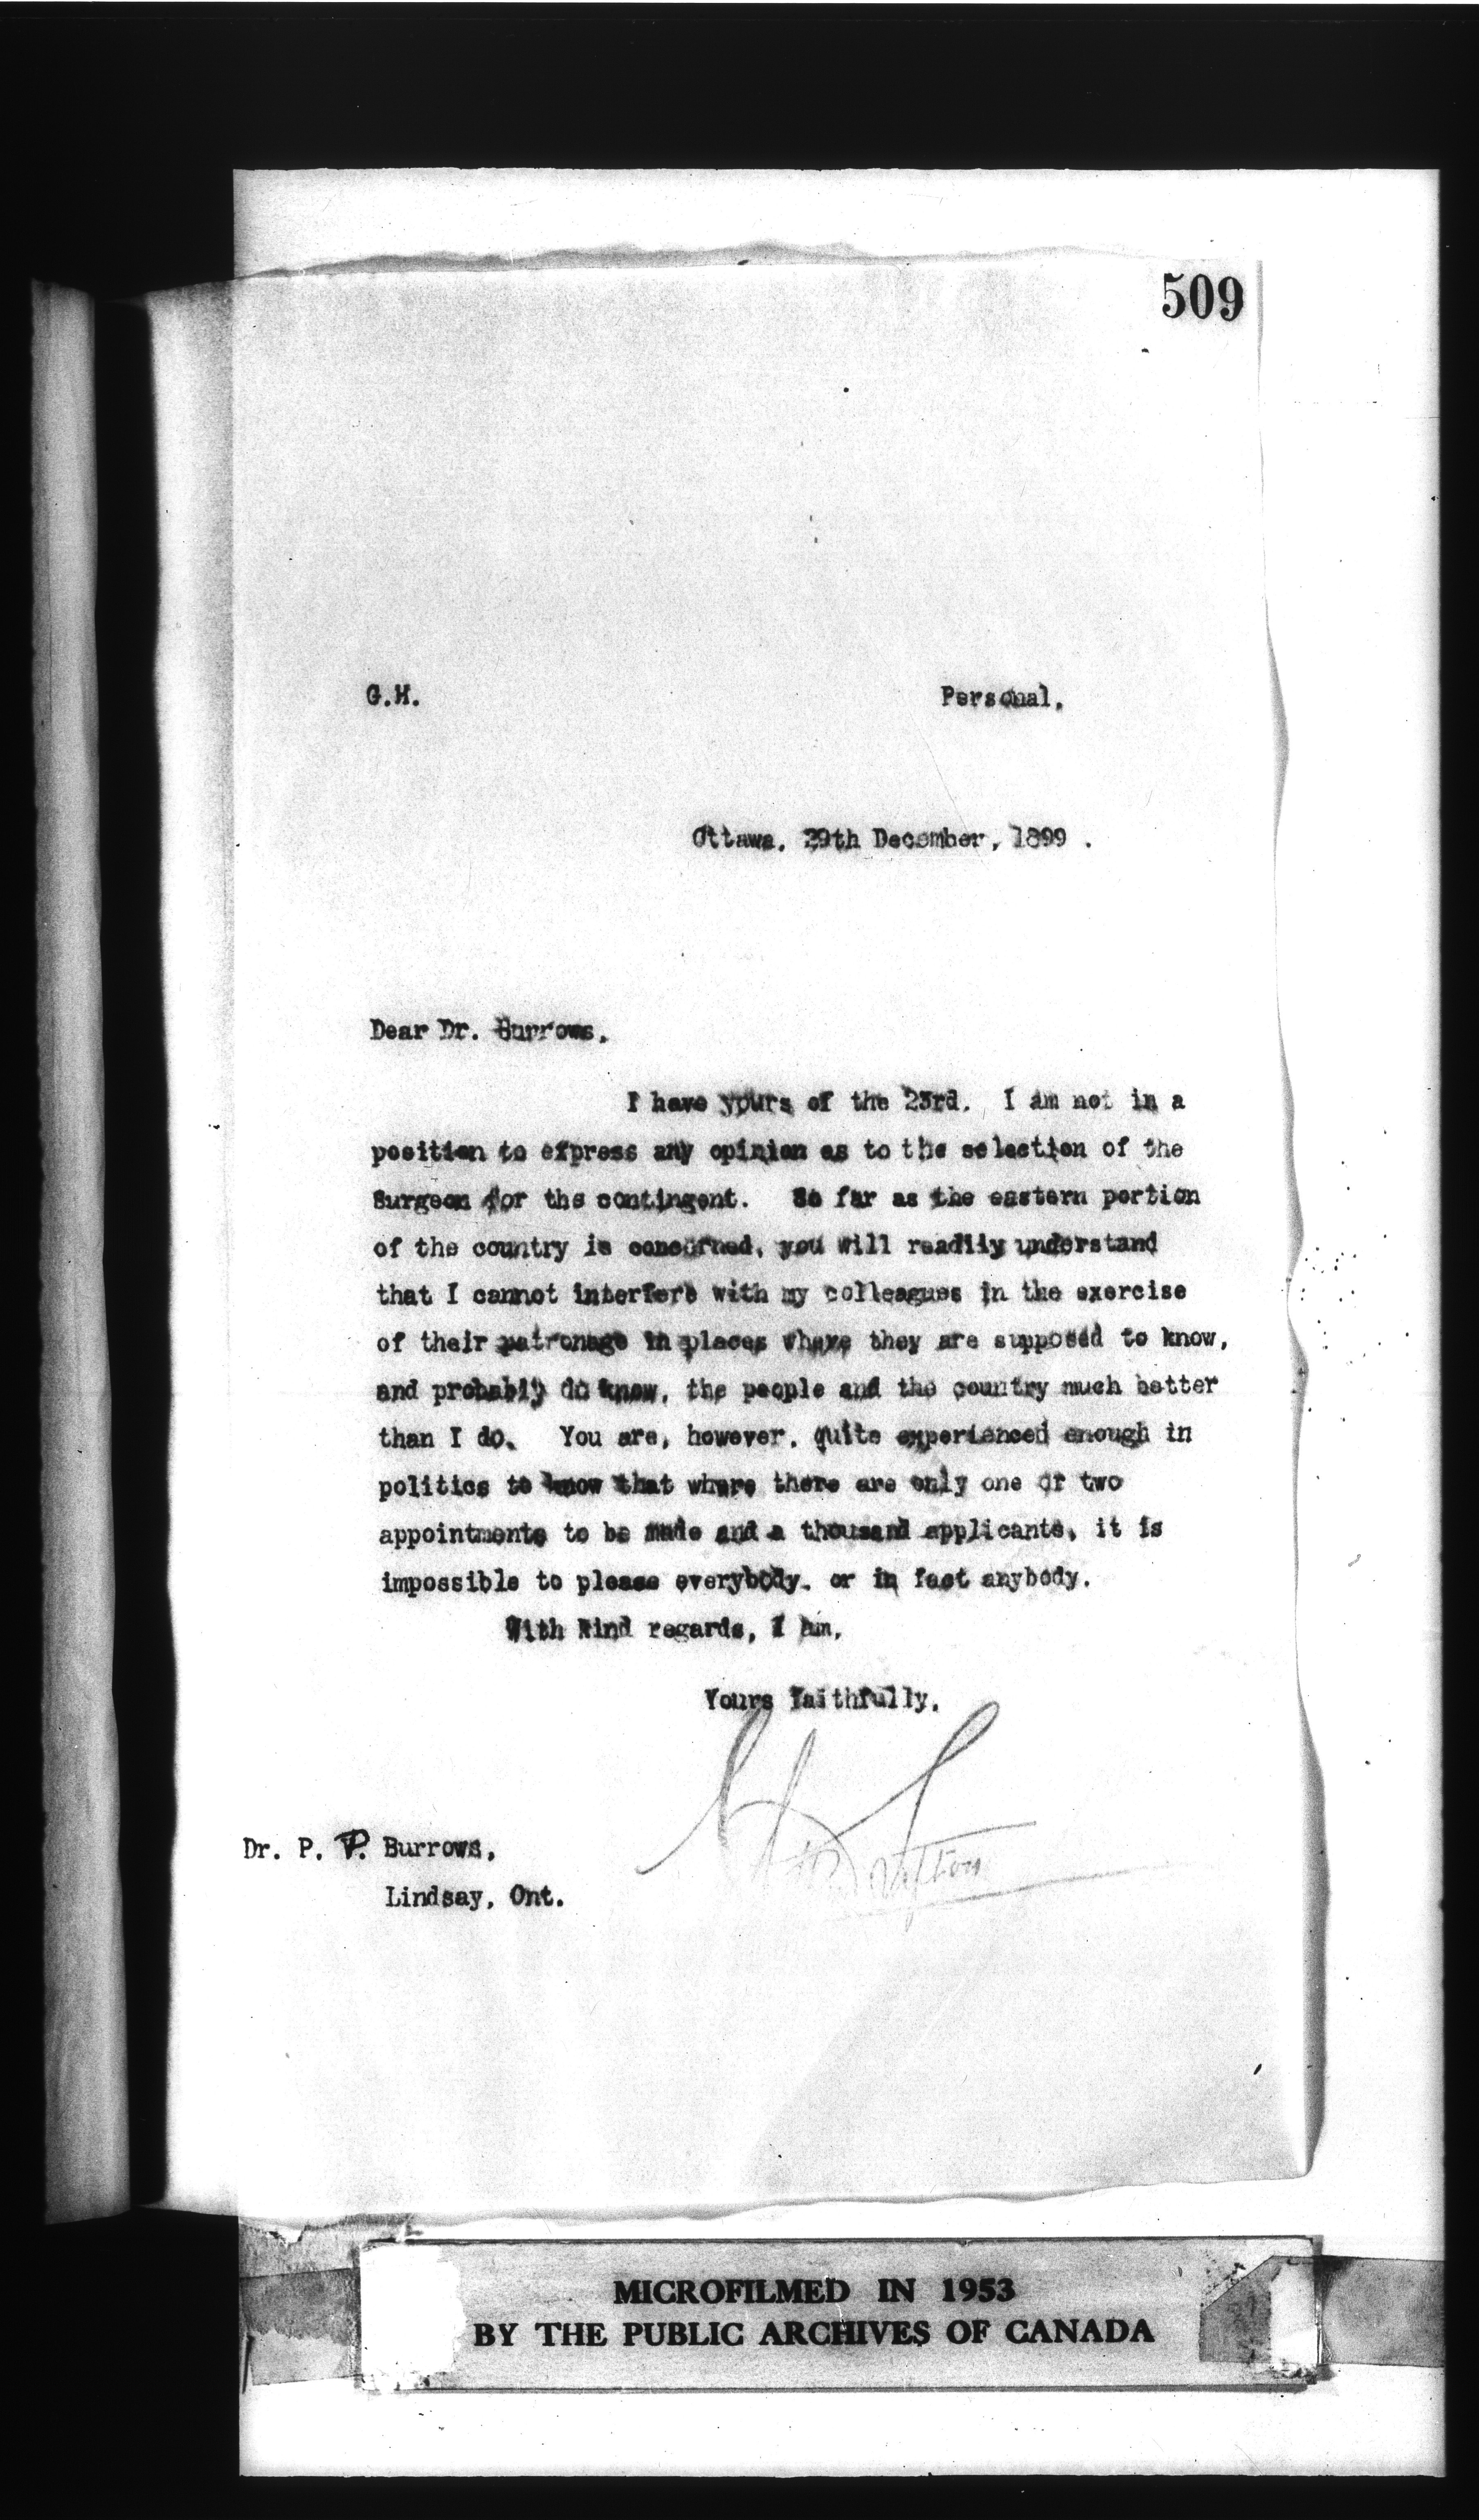 509
G.H.
Personal.
Ottawa, 29th December, 1899.
Dear Dr. Burrows,
I have yours of the 23rd. I am not in a
position to express any opinion as to the selection of the
Surgeon for the contingent. So far as the eastern portion
of the country is concerned, you will readily understand
that I cannot interfere with my colleagues in the exercise
of their patronage in places where they are supposed to know,
and probably do know, the people and the country much better
than I do. You are, however, quite experienced enough in
politics to know that where there are only one or two
appointments to be made and a thousand applicants, it is
impossible to please everybody, or in fact anybody.
With kind regards, I am,
Yours faithfully,
Clifford Sifton
Dr. P. P. Burrows,
Lindsay, Ont.
MICROFILMED IN 1953
BY THE PUBLIC ARCHIVES OF CANADA